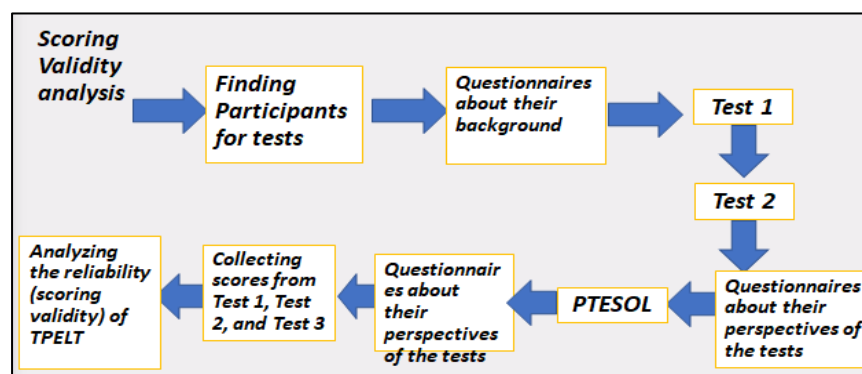 Scoring
Validity
analysis
Finding
Participants
for tests
Questionnaires
about their
background
Test 1
Test 2
Questionnaires
about their
perspectives of
the tests
PTESOL
Questionnair
es about
their
perspectives
of the tests
Collecting
scores from
Test 1, Test
2, and Test 3
Analyzing
the reliability
(scoring
validity) of
TPELT